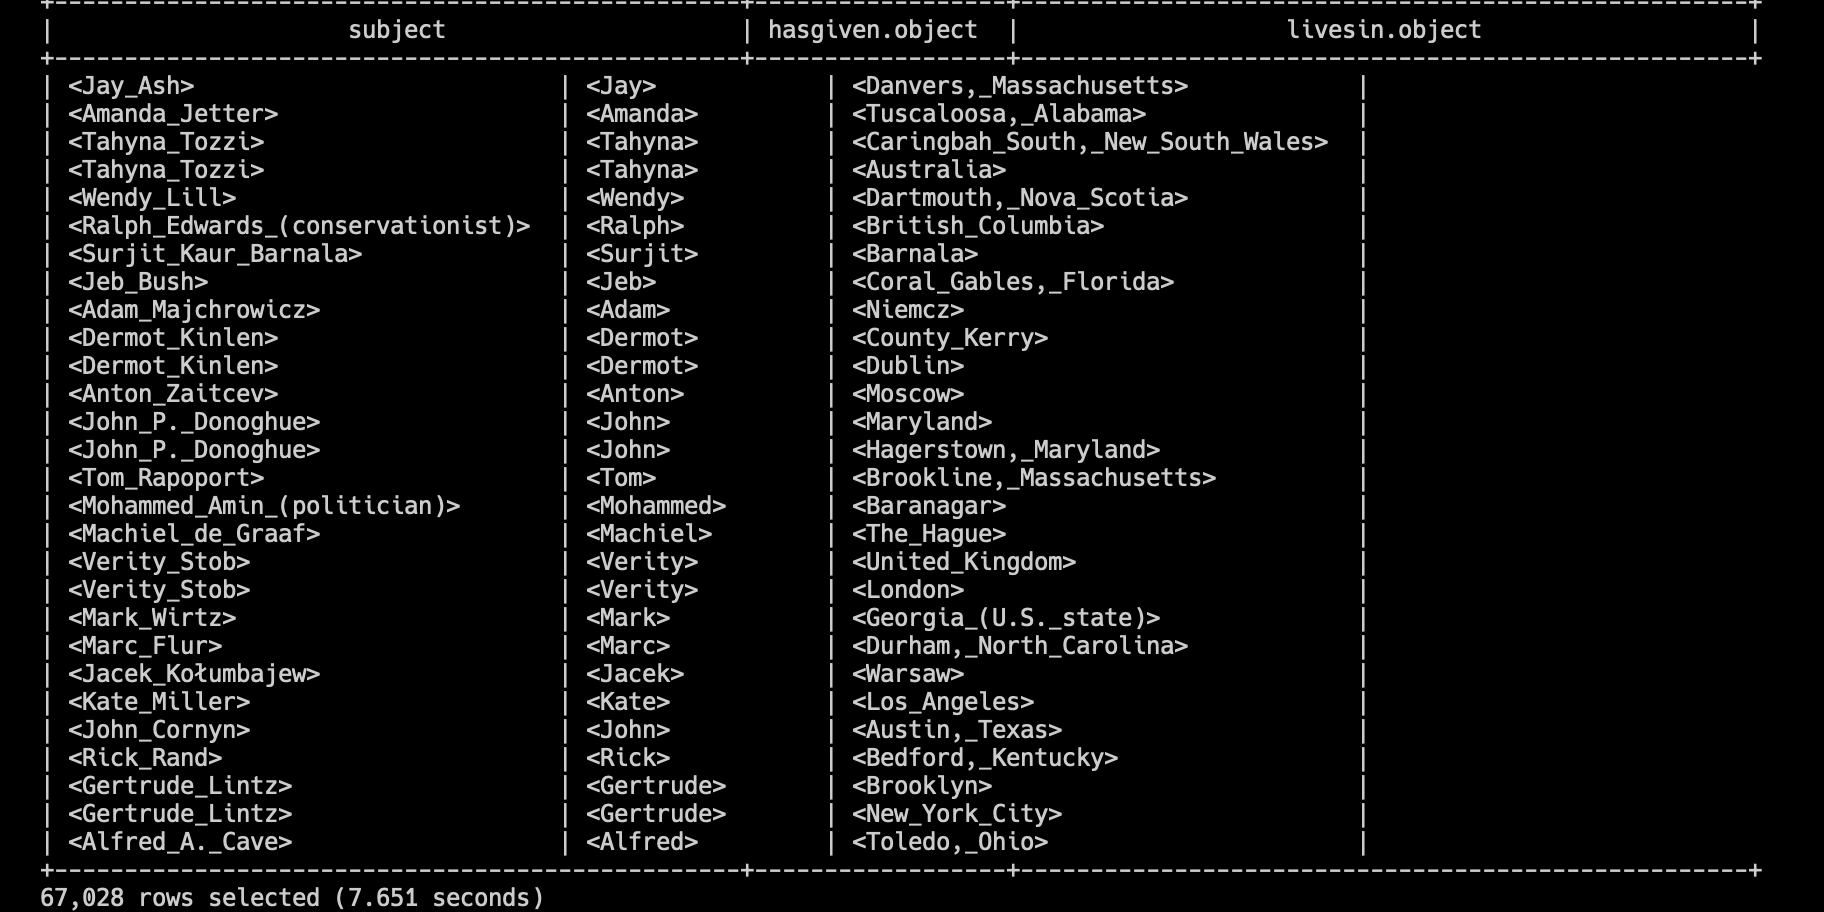 | subject | hasgiven.object | livesin.object |
| <Jay_Ash> | <Jay> | <Danvers,_Massachusetts> |
| <Amanda_Jetter> | <Amanda> | <Tuscaloosa,_Alabama> |
| <Tahyna_Tozzi> | <Tahyna> | <Caringbah_South,_New_South_Wales> |
| <Tahyna_Tozzi> | <Tahyna> | <Australia> |
| <Wendy_Lill> | <Wendy> | <Dartmouth,_Nova_Scotia> |
| <Ralph_Edwards_(conservationist)> | <Ralph> | <British_Columbia> |
| <Surjit_Kaur_Barnala> | <Surjit> | <Barnala> |
| <Jeb_Bush> | <Jeb> | <Coral_Gables,_Florida> |
| <Adam_Majchrowicz> | <Adam> | <Niemcz> |
| <Dermot_Kinlen> | <Dermot> | <County_Kerry> |
| <Dermot_Kinlen> | <Dermot> | <Dublin> |
| <Anton_Zaitcev> | <Anton> | <Moscow> |
| <John_P._Donoghue> | <John> | <Maryland> |
| <John_P._Donoghue> | <John> | <Hagerstown,_Maryland> |
| <Tom_Rapoport> | <Tom> | <Brookline,_Massachusetts> |
| <Mohammed_Amin_(politician)> | <Mohammed> | <Baranagar> |
| <Machiel_de_Graaf> | <Machiel> | <The_Hague> |
| <Verity_Stob> | <Verity> | <United_Kingdom> |
| <Verity_Stob> | <Verity> | <London> |
| <Mark_Wirtz> | <Mark> | <Georgia_(U.S._state)> |
| <Marc_Flur> | <Marc> | <Durham,_North_Carolina> |
| <Jacek_Kołumbajew> | <Jacek> | <Warsaw> |
| <Kate_Miller> | <Kate> | <Los_Angeles> |
| <John_Cornyn> | <John> | <Austin,_Texas> |
| <Rick_Rand> | <Rick> | <Bedford,_Kentucky> |
| <Gertrude_Lintz> | <Gertrude> | <Brooklyn> |
| <Gertrude_Lintz> | <Gertrude> | <New_York_City> |
| <Alfred_A._Cave> | <Alfred> | <Toledo,_Ohio> |
67,028 rows selected (7.651 seconds)